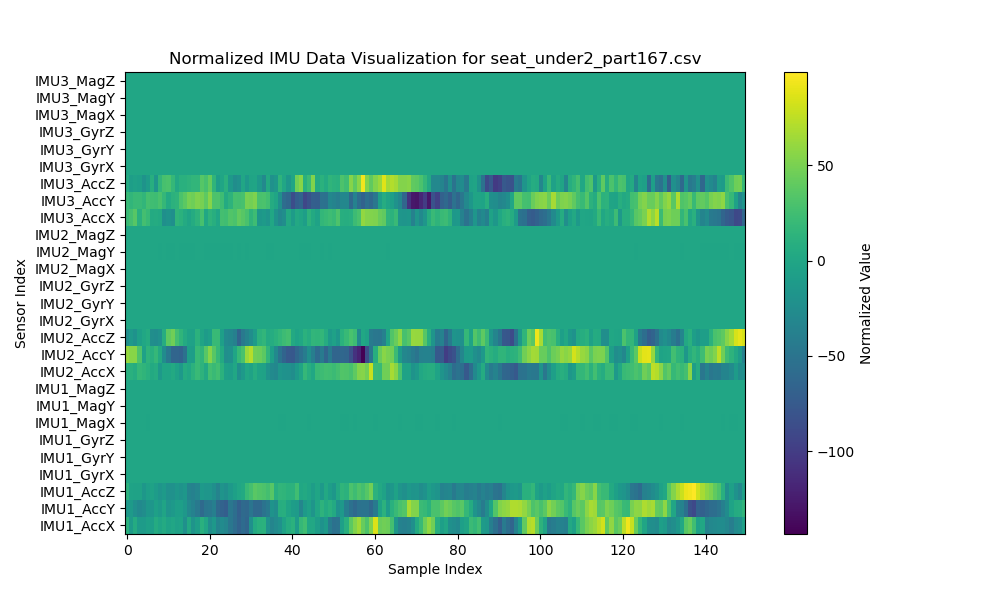 Normalized IMU Data Visualization for seat_under2_part167.csv
IMU3_MagZ
IMU3_MagY
IMU3_MagX
IMU3_GyrZ
IMU3_GyrY
IMU3_GyrX
IMU3_AccZ
IMU3_AccY
IMU3_AccX
IMU2_MagZ
IMU2_MagY
IMU2_MagX
IMU2_GyrZ
IMU2_GyrY
IMU2_GyrX
IMU2_AccZ
IMU2_AccY
IMU2_AccX
IMU1_MagZ
IMU1_MagY
IMU1_MagX
IMU1_GyrZ
IMU1_GyrY
IMU1_GyrX
IMU1_AccZ
IMU1_AccY
IMU1_AccX
Sensor Index
0 20 40 60 80 100 120 140
Sample Index
50
0
−50
−100
Normalized Value